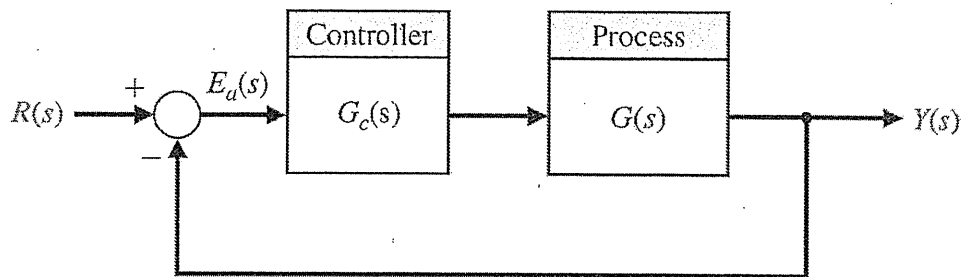 Controller
Process
+
E_a(s)
R(s)
G_c(s)
G(s)
Y(s)
−